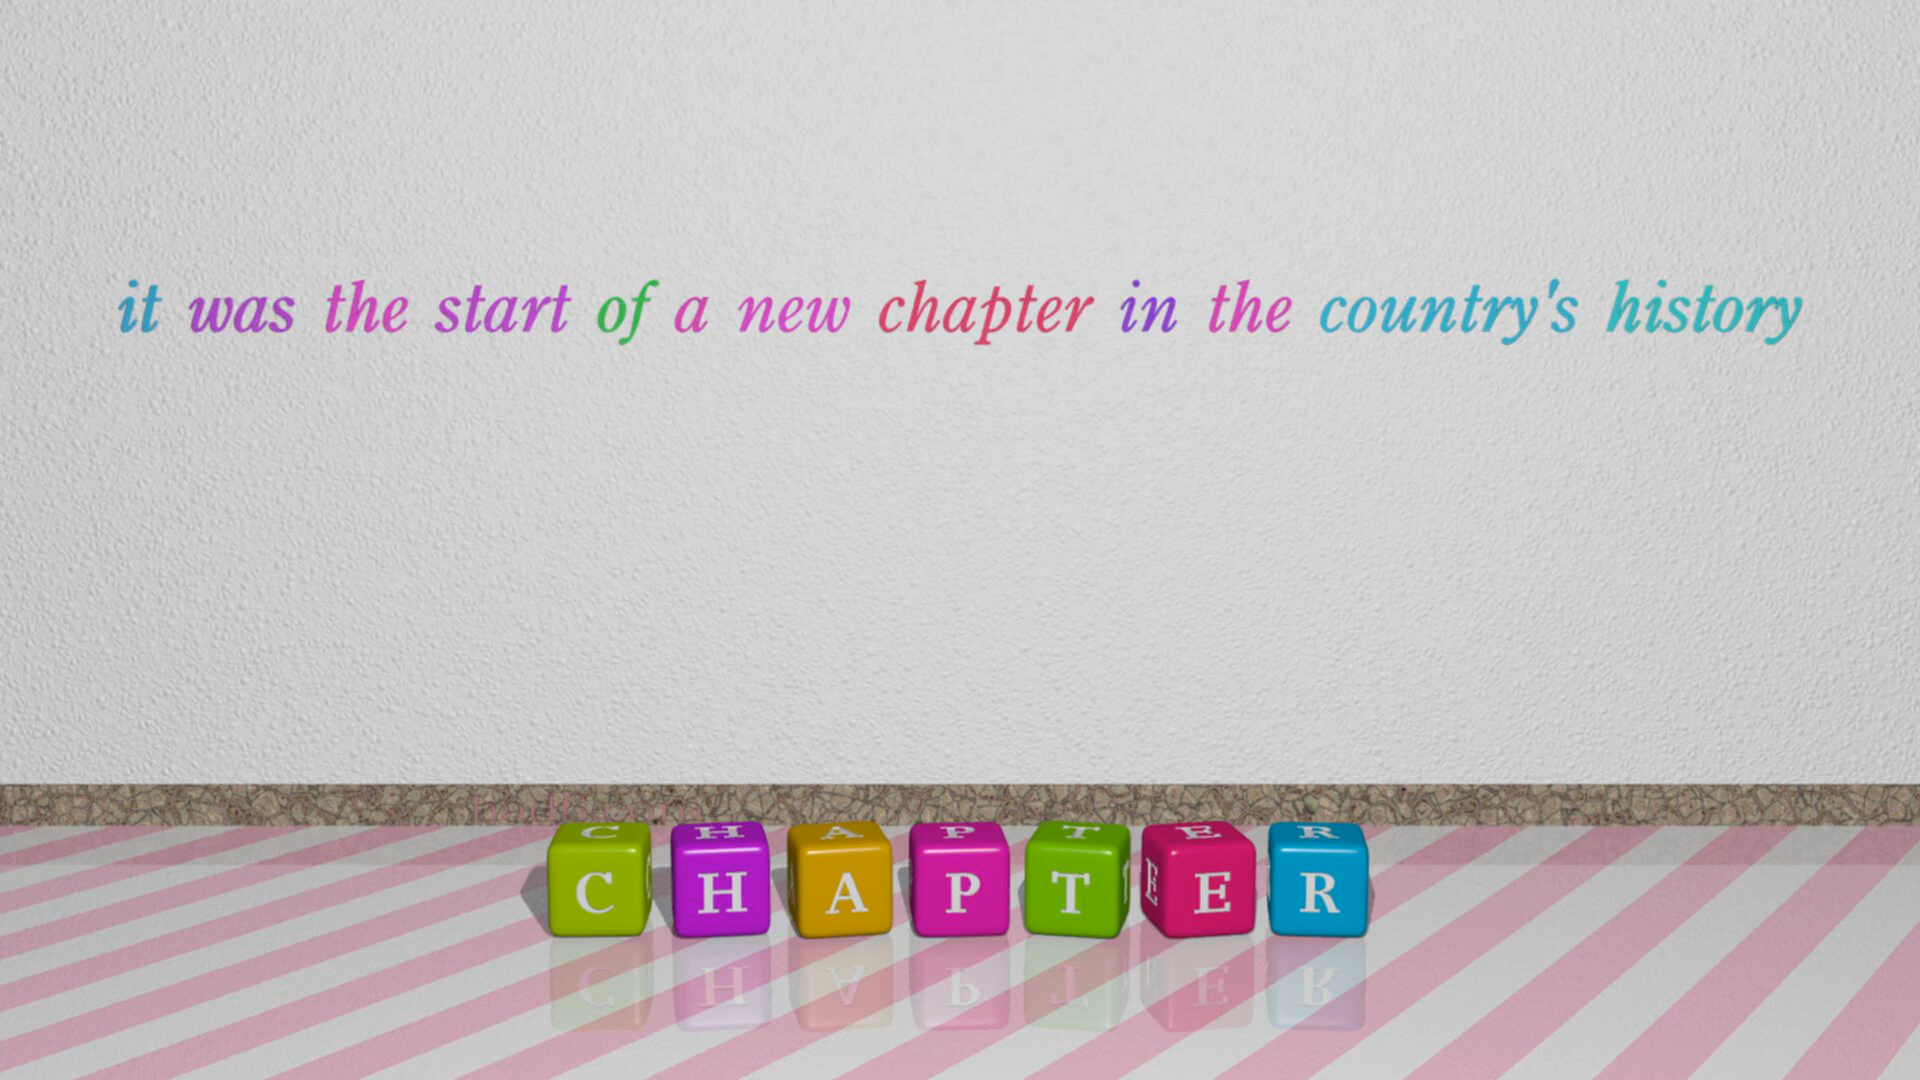 it was the start of a new chapter in the country's history
CHAPTER